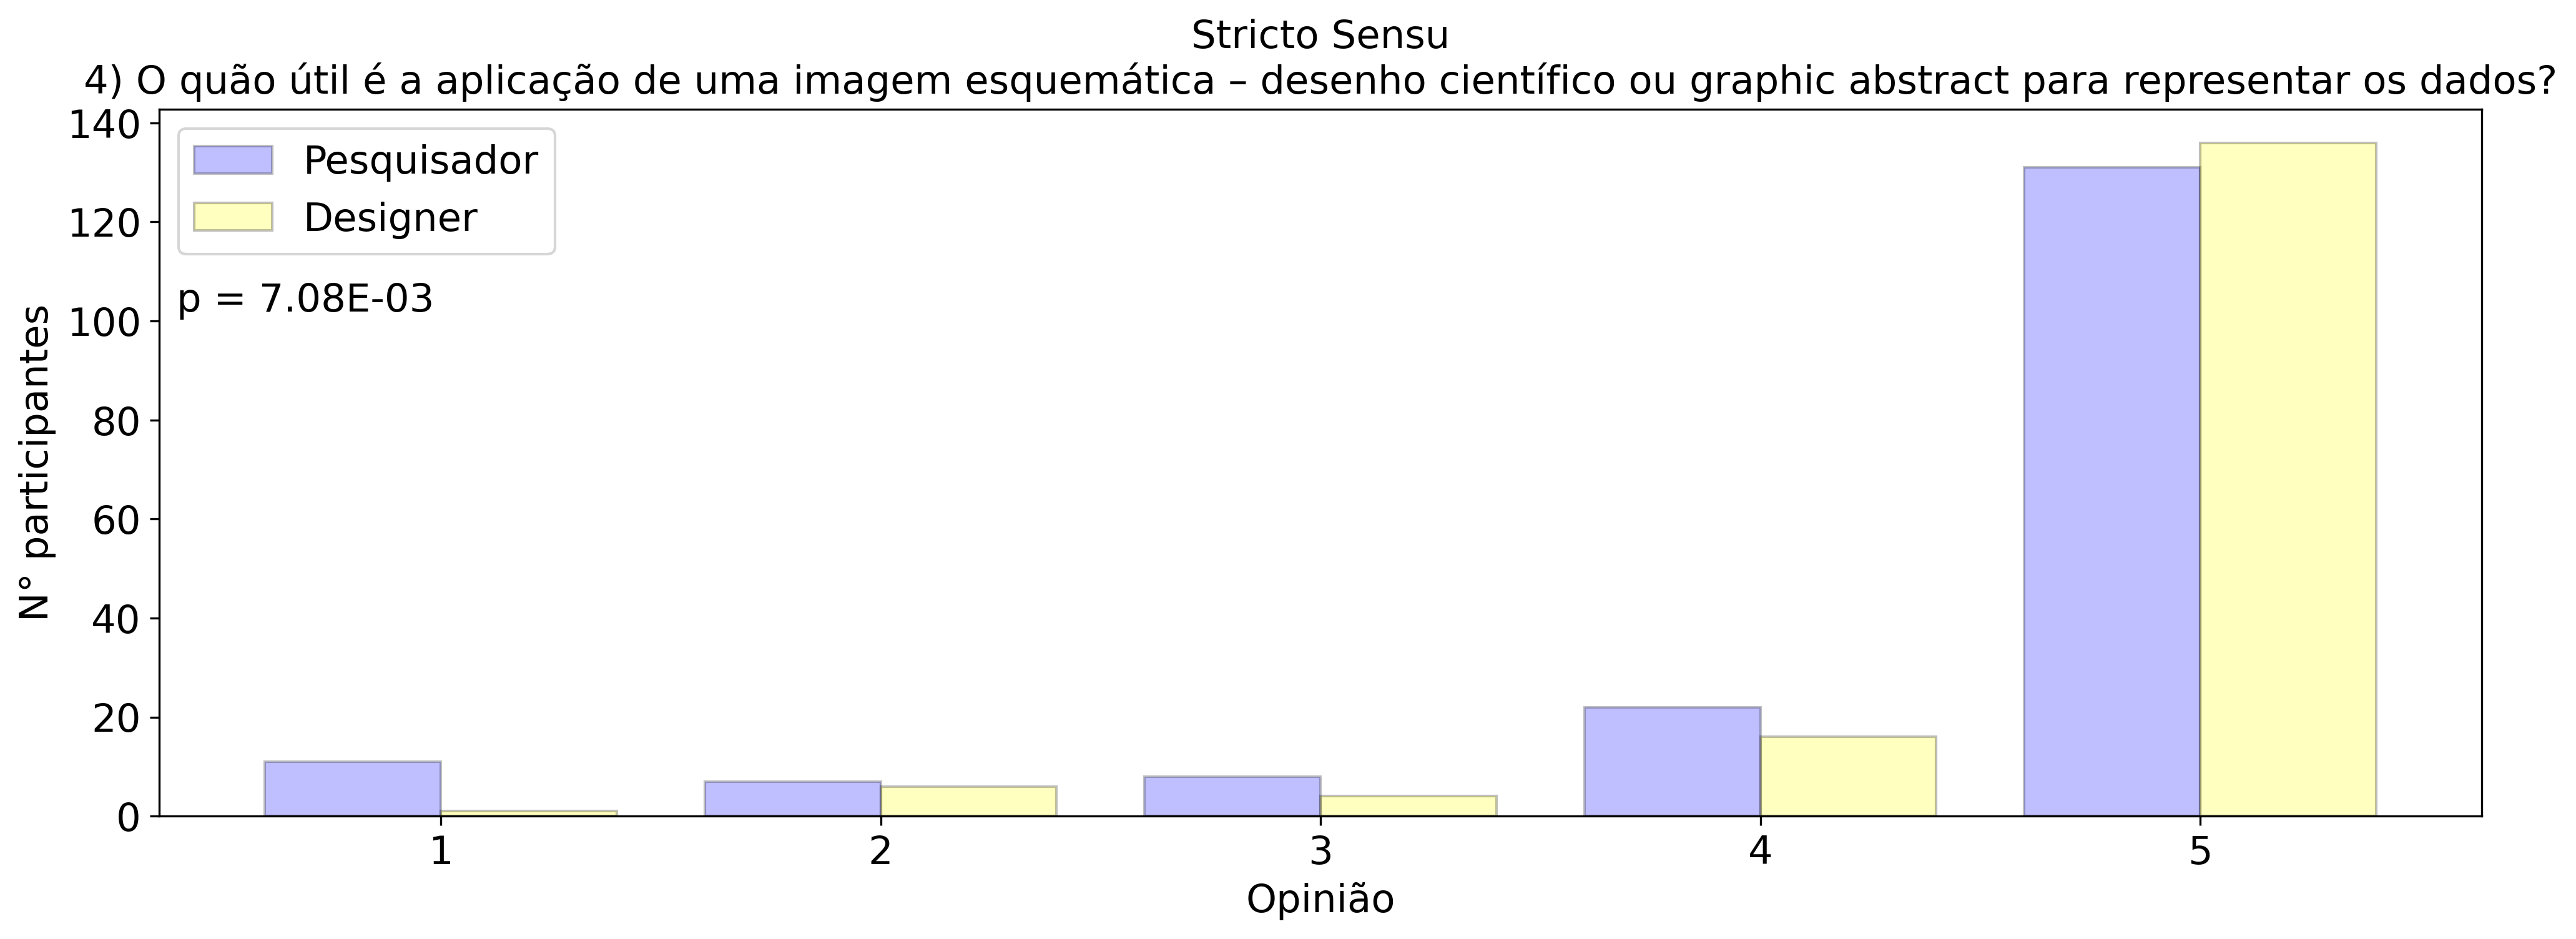 Stricto Sensu
4) O quão útil é a aplicação de uma imagem esquemática – desenho científico ou graphic abstract para representar os dados?
Pesquisador
Designer
p = 7.08E-03
N° participantes
140
120
100
80
60
40
20
0
1 2 3 4 5
Opinião